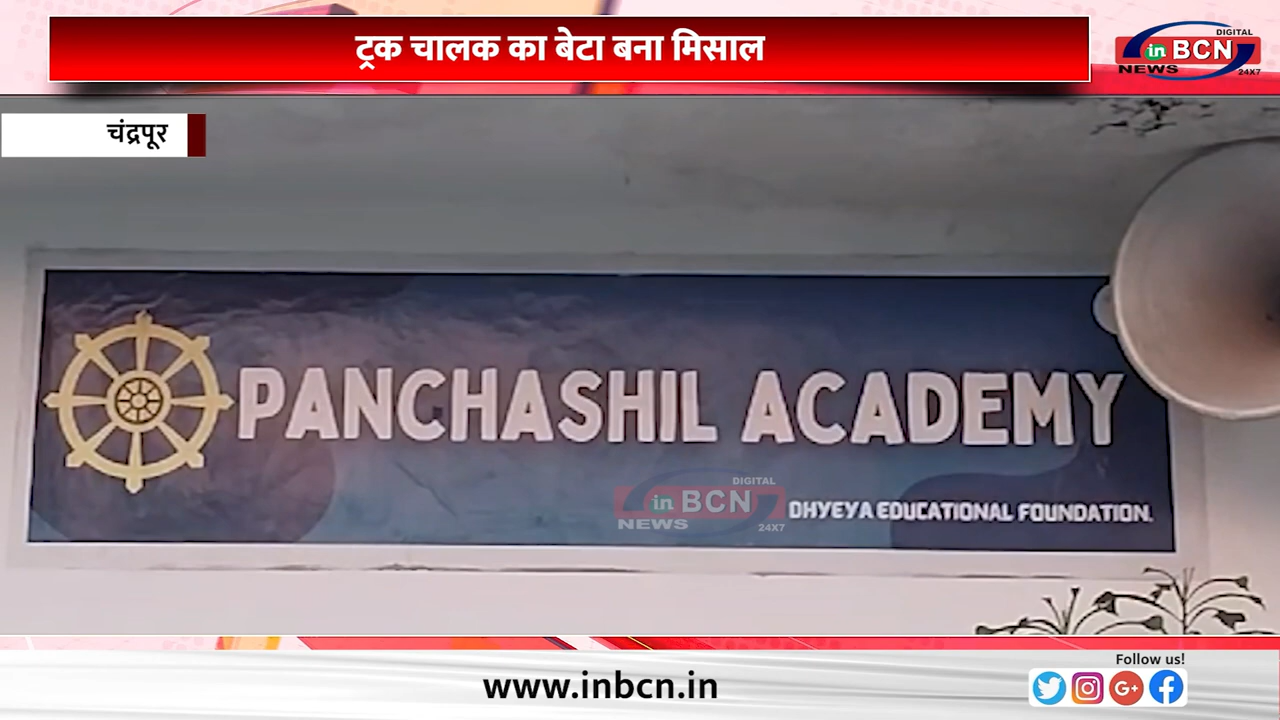 ट्रक चालक का बेटा बना मिसाल
DIGITAL
in BCN
NEWS 24X7
चंद्रपूर
PANCHASHIL ACADEMY
DIGITAL
in BCN
NEWS 24X7
DHYEYA EDUCATIONAL FOUNDATION.
Follow us!
www.inbcn.in
G+